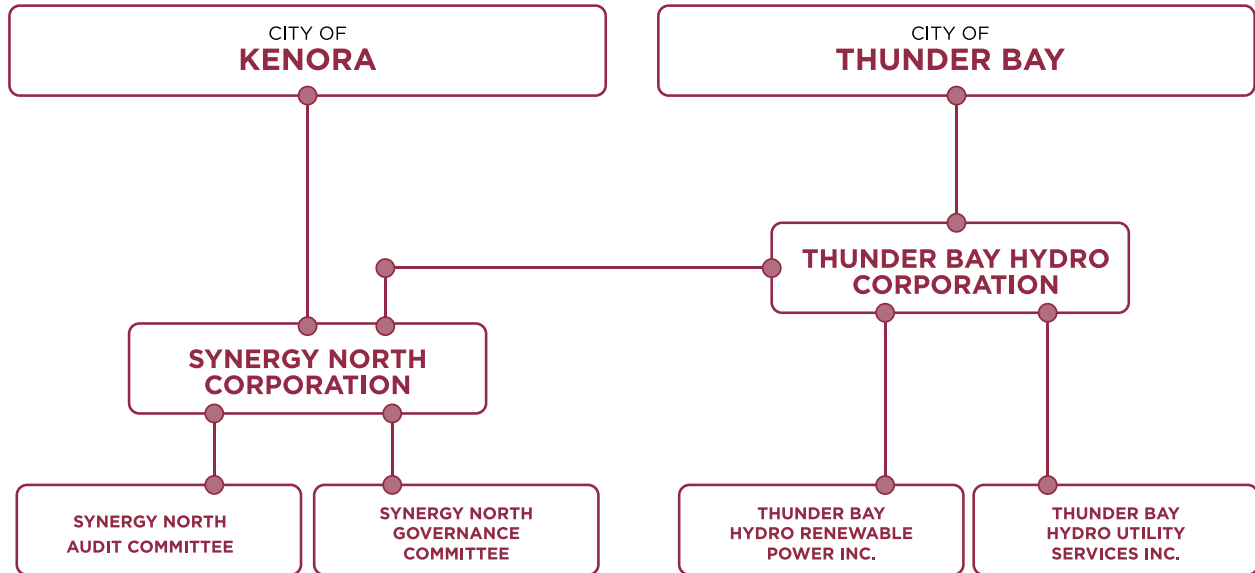 CITY OF
KENORA
CITY OF
THUNDER BAY
THUNDER BAY HYDRO
CORPORATION
SYNERGY NORTH
CORPORATION
SYNERGY NORTH
AUDIT COMMITTEE
SYNERGY NORTH
GOVERNANCE
COMMITTEE
THUNDER BAY
HYDRO RENEWABLE
POWER INC.
THUNDER BAY
HYDRO UTILITY
SERVICES INC.